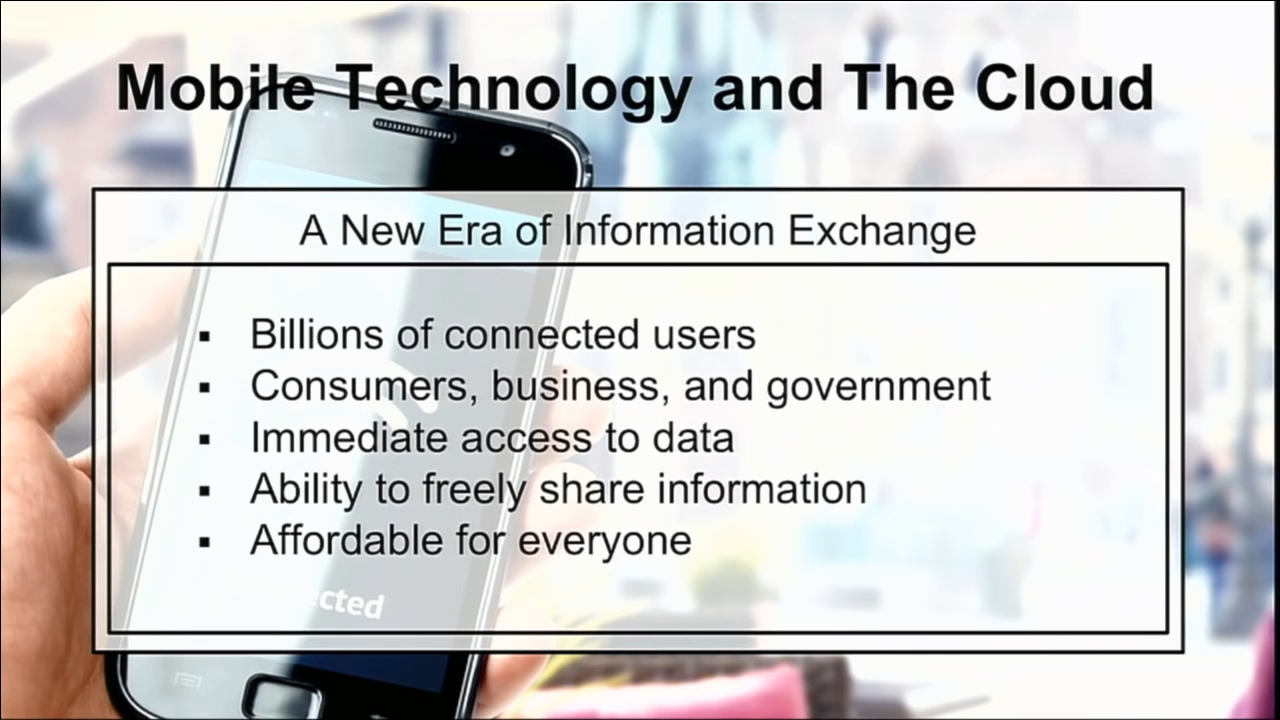 Mobile Technology and The Cloud
A New Era of Information Exchange
▪ Billions of connected users
▪ Consumers, business, and government
▪ Immediate access to data
▪ Ability to freely share information
▪ Affordable for everyone
cted